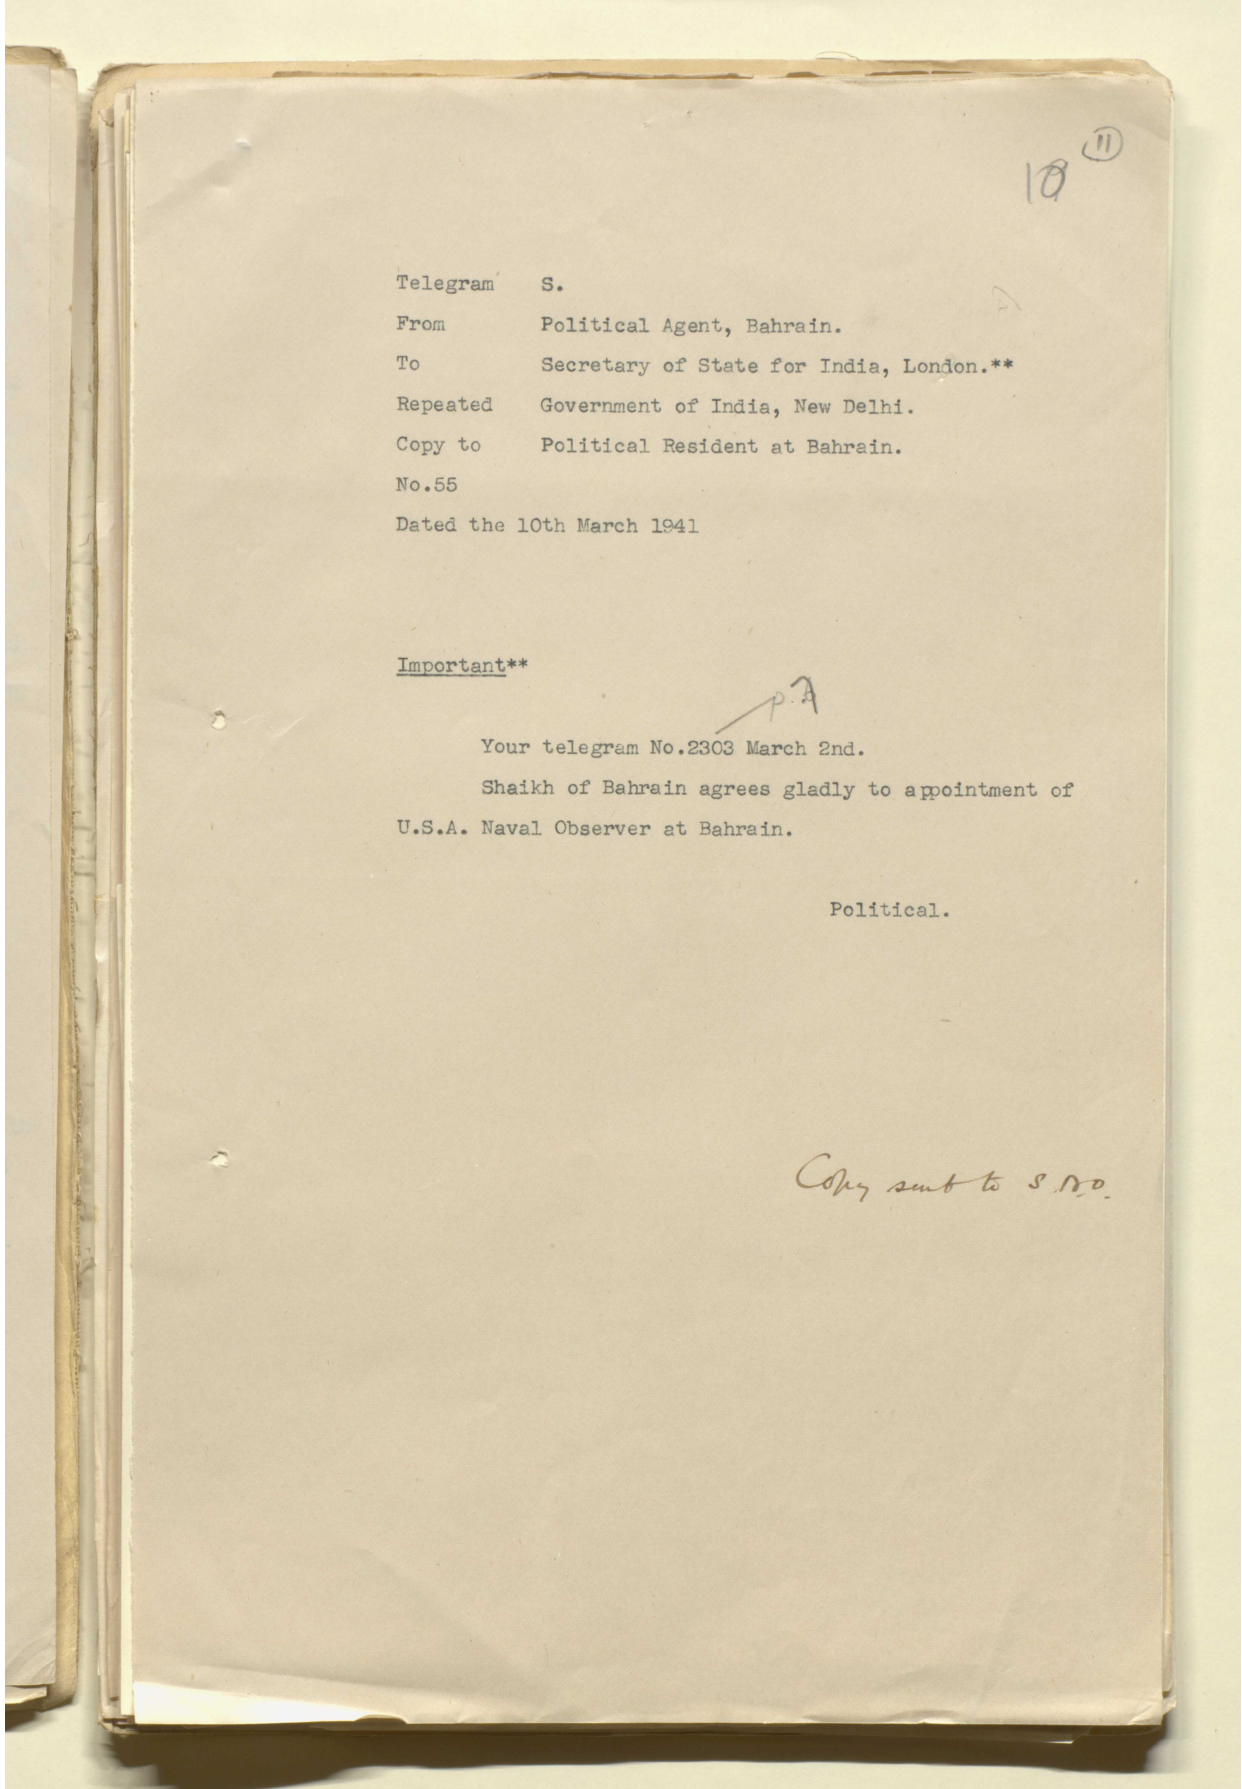 11
10
Telegram S.
From Political Agent, Bahrain.
To Secretary of State for India, London.**
Repeated Government of India, New Delhi.
Copy to Political Resident at Bahrain.
No.55
Dated the 10th March 1941
Important**
p.7
Your telegram No.2303 March 2nd.
Shaikh of Bahrain agrees gladly to appointment of
U.S.A. Naval Observer at Bahrain.
Political.
Copy sent to S.N.O.